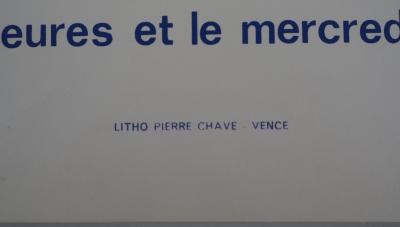 eures et le mercred
LITHO PIERRE CHAVE - VENCE